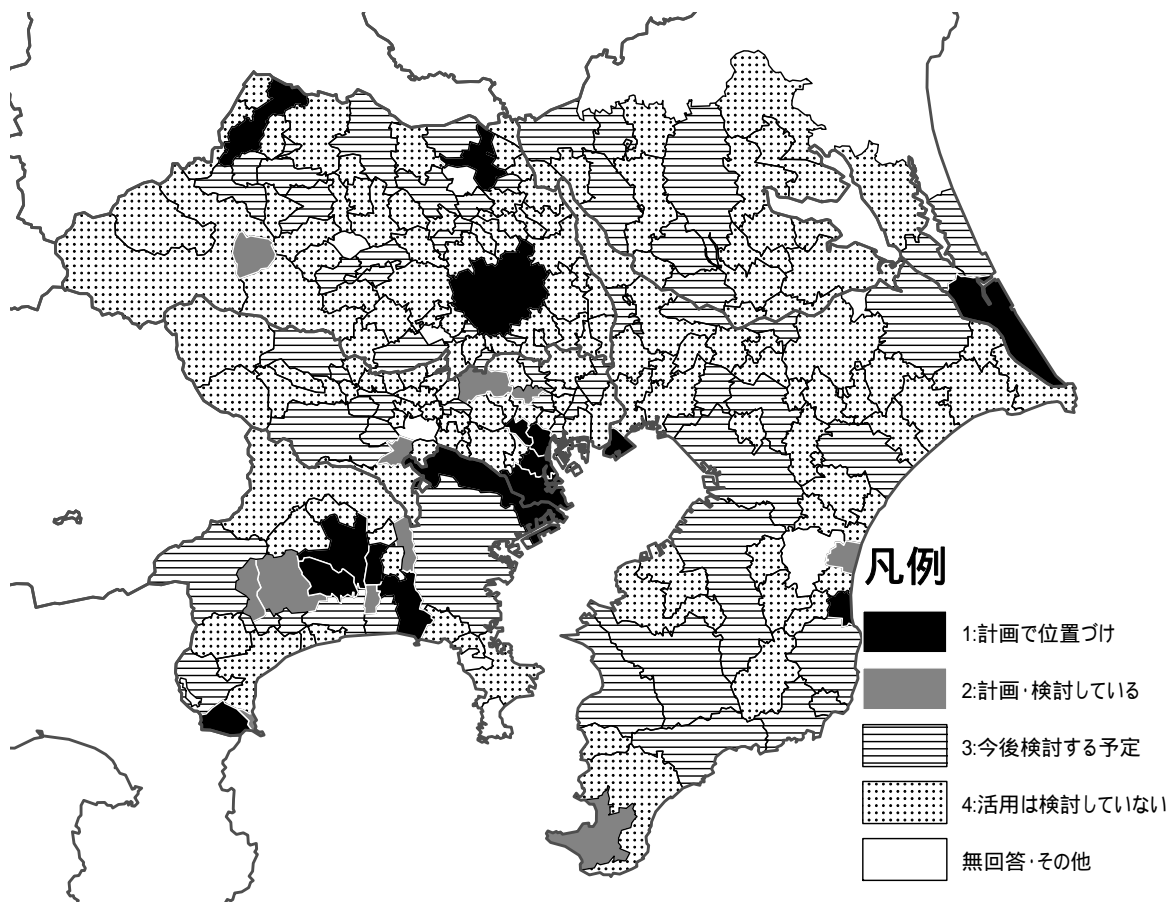 凡例
1:計画で位置づけ
2:計画・検討している
3:今後検討する予定
4:活用は検討していない
無回答・その他